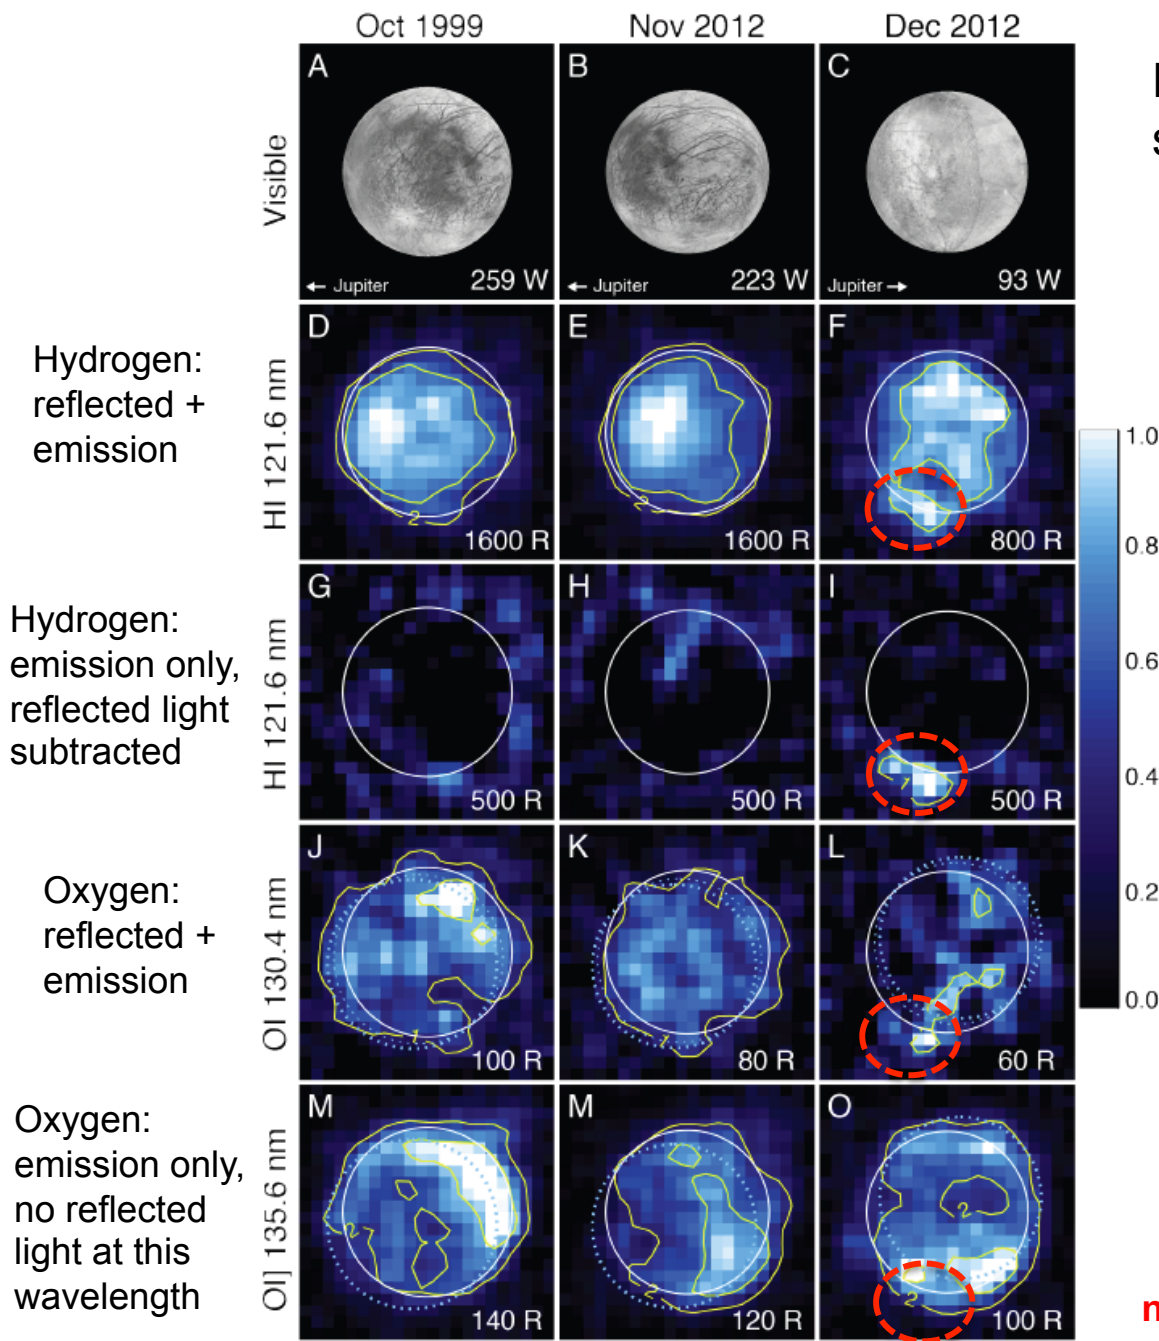 Oct 1999
Nov 2012
Dec 2012
Visible
A
B
C
← Jupiter
259 W
← Jupiter
223 W
Jupiter →
93 W
Hydrogen:
reflected +
emission
HI 121.6 nm
D
E
F
2
2
1600 R
1600 R
800 R
Hydrogen:
emission only,
reflected light
subtracted
HI 121.6 nm
G
H
I
1
500 R
500 R
500 R
Oxygen:
reflected +
emission
OI 130.4 nm
J
K
L
1
1
100 R
80 R
60 R
Oxygen:
emission only,
no reflected
light at this
wavelength
OI] 135.6 nm
M
M
O
2
2
2
2
140 R
120 R
100 R
1.0
0.8
0.6
0.4
0.2
0.0
s
n